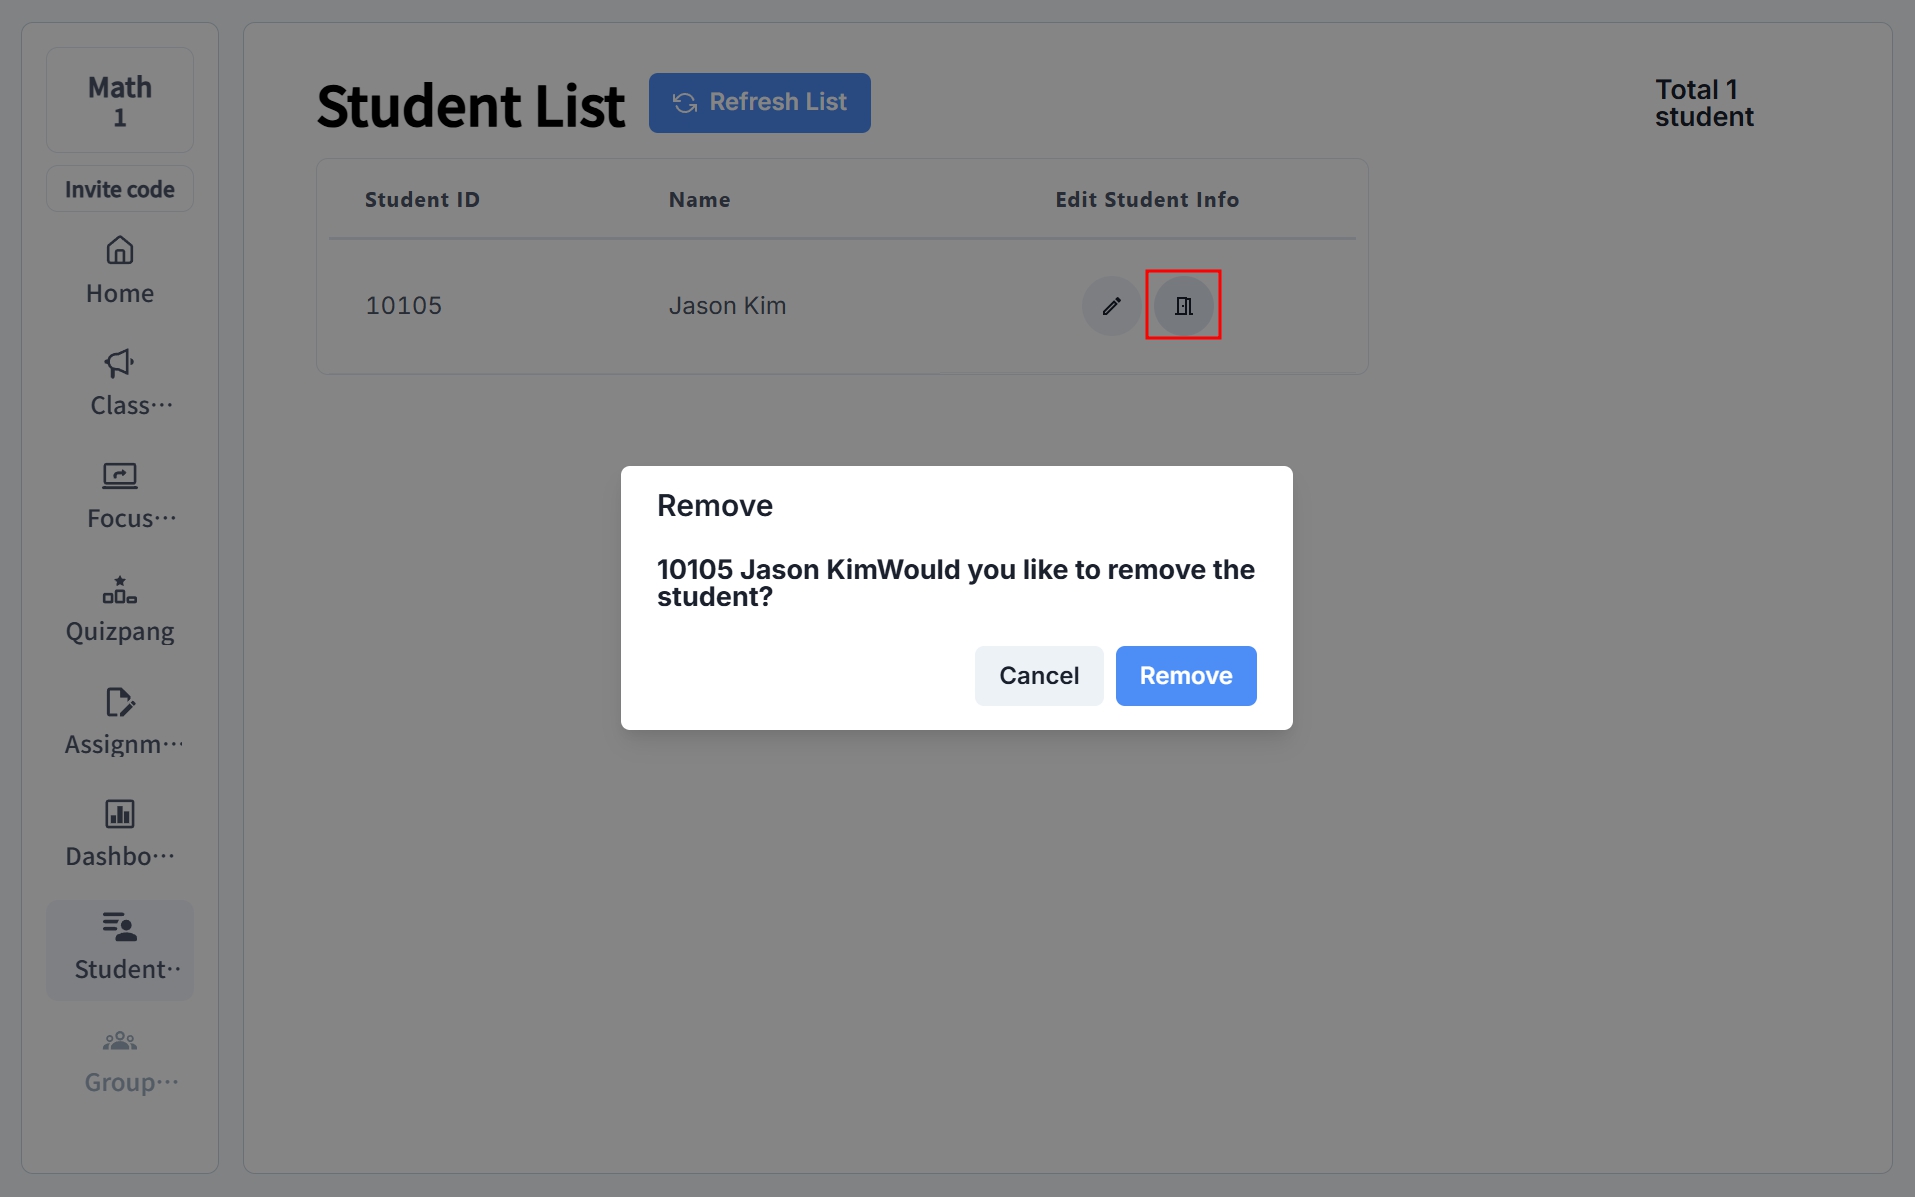 Math
1
Invite code
Home
Class···
Focus···
Quizpang
Assignm···
Dashbo···
Student··
Group···
Student List
Refresh List
Total 1
student
Student ID
Name
Edit Student Info
10105
Jason Kim
Remove
10105 Jason KimWould you like to remove the
student?
Cancel
Remove